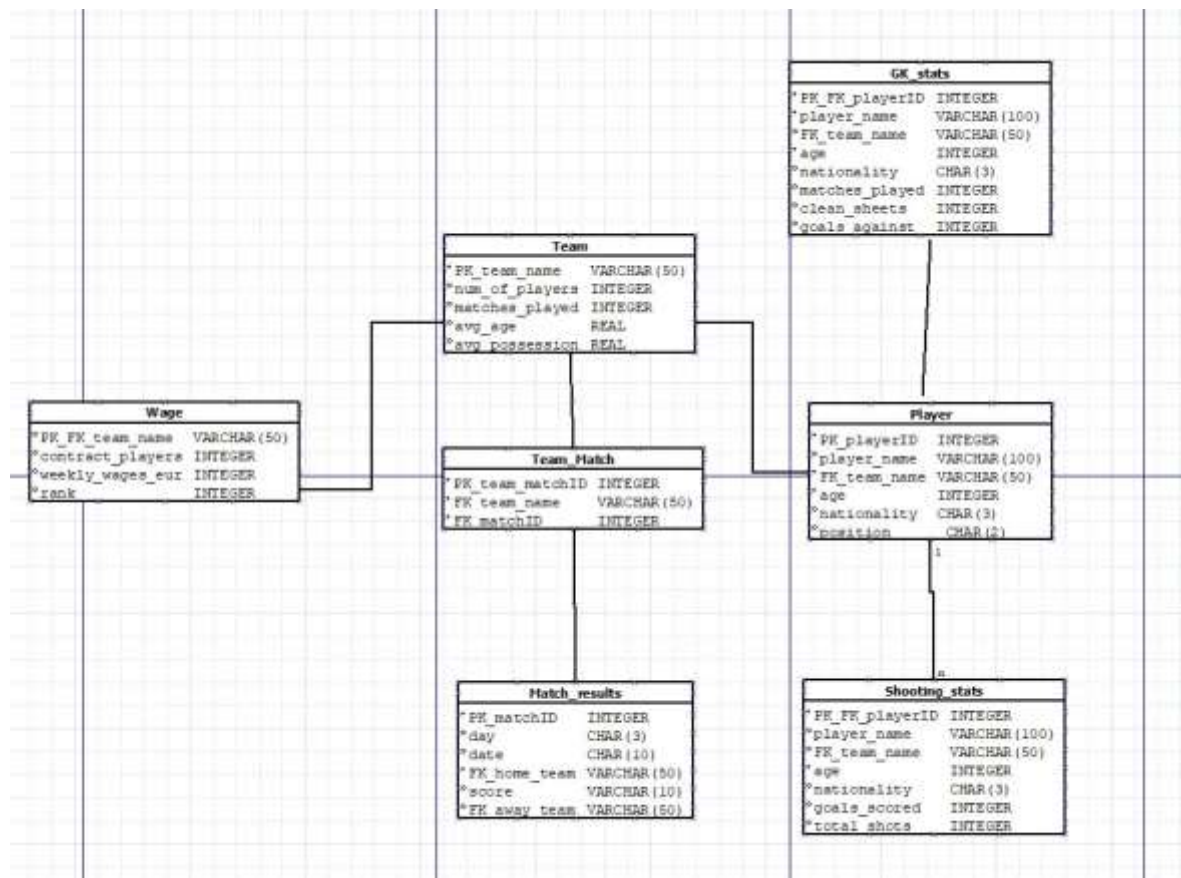 GK_stats
PK_FK_playerID INTEGER
player_name VARCHAR(100)
FK_team_name VARCHAR(50)
age INTEGER
nationality CHAR(3)
matches_played INTEGER
clean_sheets INTEGER
goals_against INTEGER
Team
PK_team_name VARCHAR(50)
num_of_players INTEGER
matches_played INTEGER
avg_age REAL
avg_possession REAL
Wage
PK_FK_team_name VARCHAR(50)
contract_players INTEGER
weekly_wages_eur INTEGER
rank INTEGER
Team_Match
PK_team_matchID INTEGER
FK_team_name VARCHAR(50)
FK_matchID INTEGER
Player
PK_playerID INTEGER
player_name VARCHAR(100)
FK_team_name VARCHAR(50)
age INTEGER
nationality CHAR(3)
position CHAR(2)
1
n
Match_results
PK_matchID INTEGER
day CHAR(3)
date CHAR(10)
FK_home_team VARCHAR(50)
score VARCHAR(10)
FK_away_team VARCHAR(50)
Shooting_stats
PK_FK_playerID INTEGER
player_name VARCHAR(100)
FK_team_name VARCHAR(50)
age INTEGER
nationality CHAR(3)
goals_scored INTEGER
total_shots INTEGER